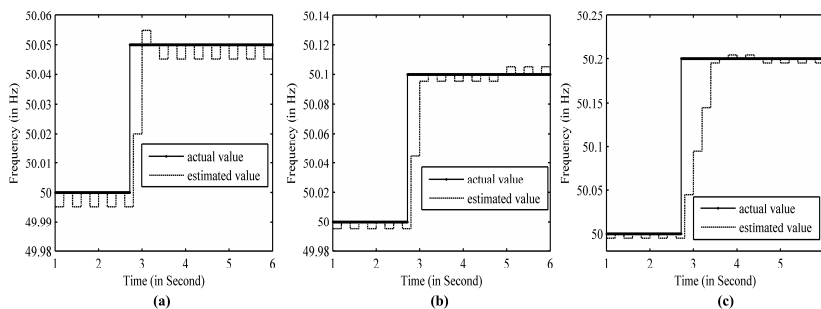 50.06
50.05
50.04
50.03
50.02
50.01
50
49.99
49.98
Frequency (in Hz)
actual value
estimated value
1 2 3 4 5 6
Time (in Second)
(a)
50.14
50.12
50.10
50.08
50.06
50.04
50.02
50
49.98
Frequency (in Hz)
actual value
estimated value
1 2 3 4 5 6
Time (in Second)
(b)
50.25
50.2
50.15
50.10
50.05
50
Frequency (in Hz)
actual value
estimated value
1 2 3 4 5
Time (in Second)
(c)